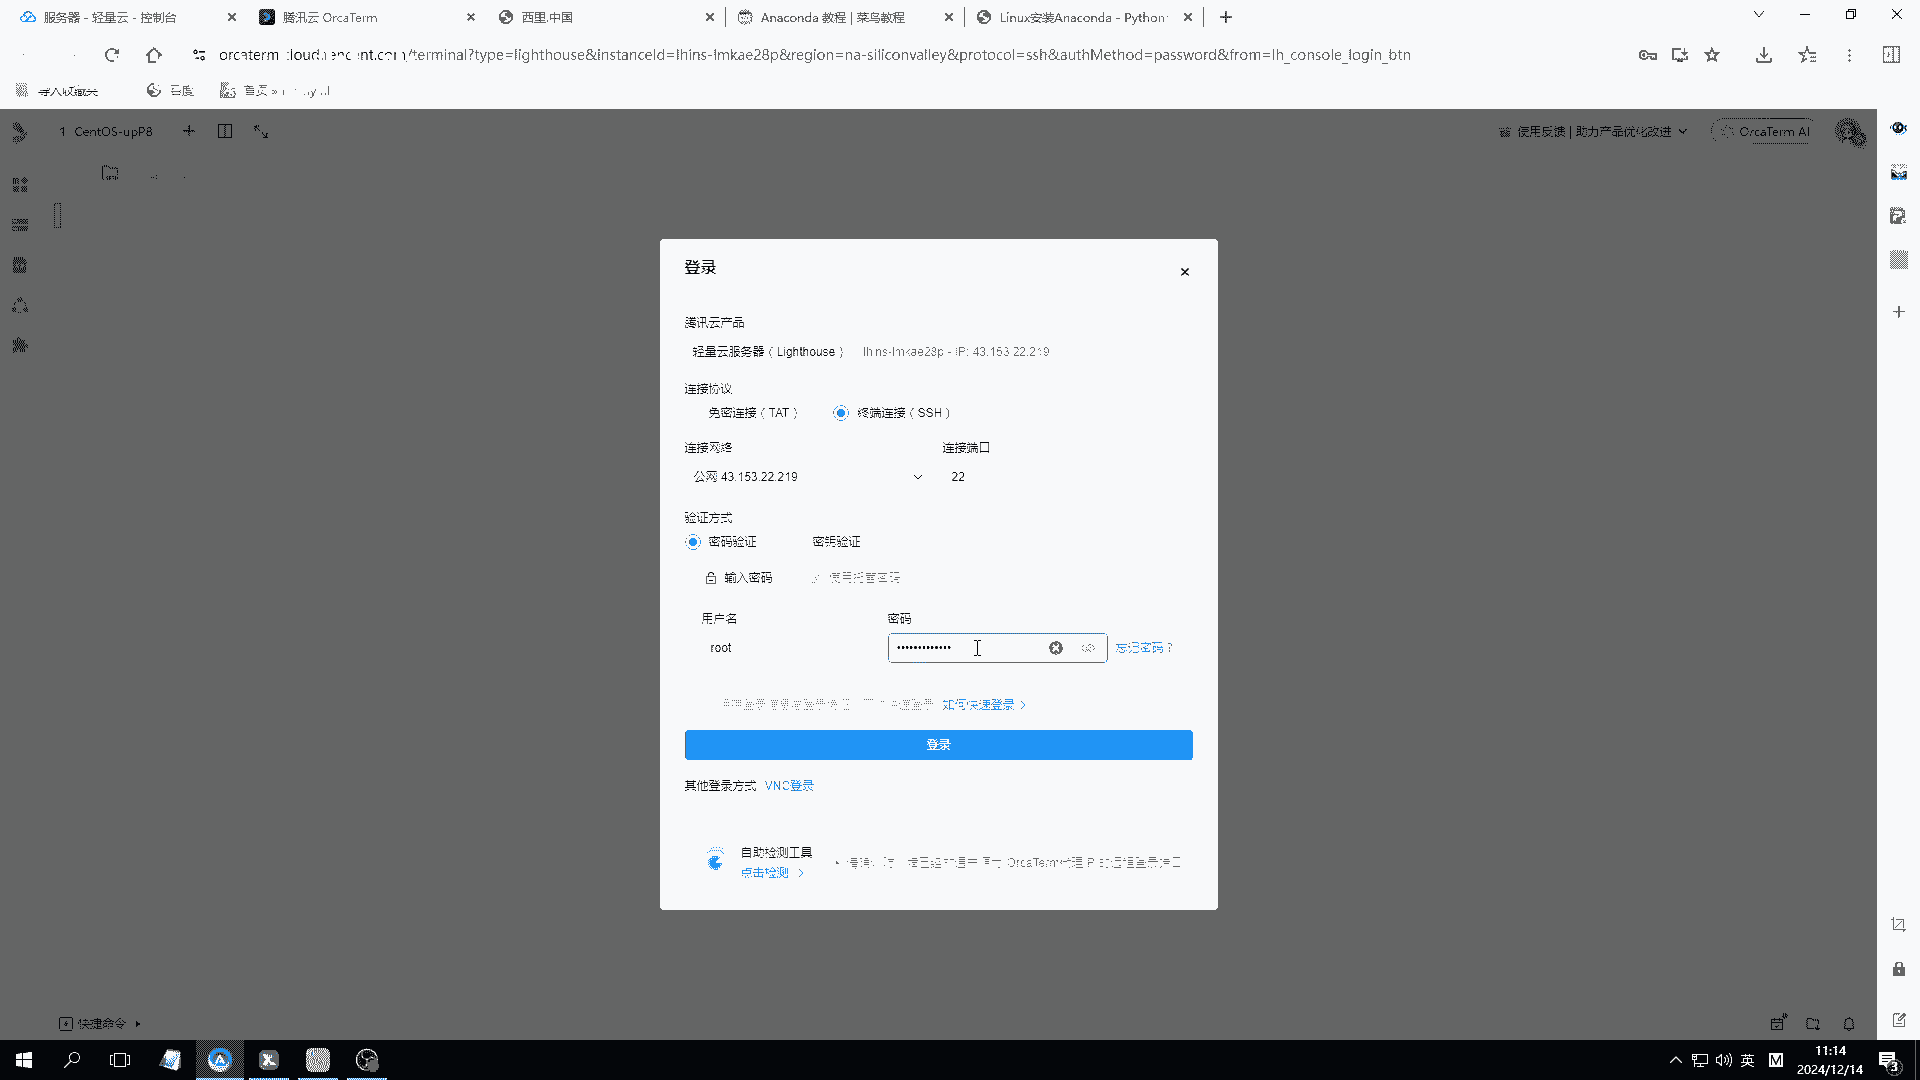 服务器 - 轻量云 - 控制台
腾讯云 OrcaTerm
西里.中国
Anaconda 教程 | 菜鸟教程
Linux安装Anaconda - Python
/terminal?type=lighthouse&instanceId=lhins-lmkae28p&region=na-siliconvalley&protocol=ssh&authMethod=password&from=lh_console_login_btn
导入收藏夹
百度
首页
1 CentOS-upP8
使用反馈 | 助力产品优化改进
OrcaTerm AI
登录
腾讯云产品
轻量云服务器（Lighthouse）
lhins-lmkae28p - IP: 43.153.22.219
连接协议
免密连接（TAT）
终端连接（SSH）
连接网络
连接端口
公网 43.153.22.219
22
验证方式
密码验证
密钥验证
输入密码
使用托管密码
用户名
密码
root
忘记密码？
如何快速登录
登录
其他登录方式 VNC登录
自助检测工具
点击检测
快捷命令
英
M
11:14
2024/12/14
3